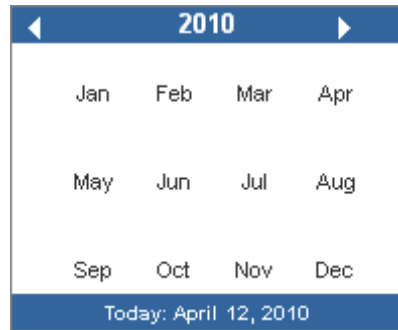 2010
Jan Feb Mar Apr
May Jun Jul Aug
Sep Oct Nov Dec
Today: April 12, 2010